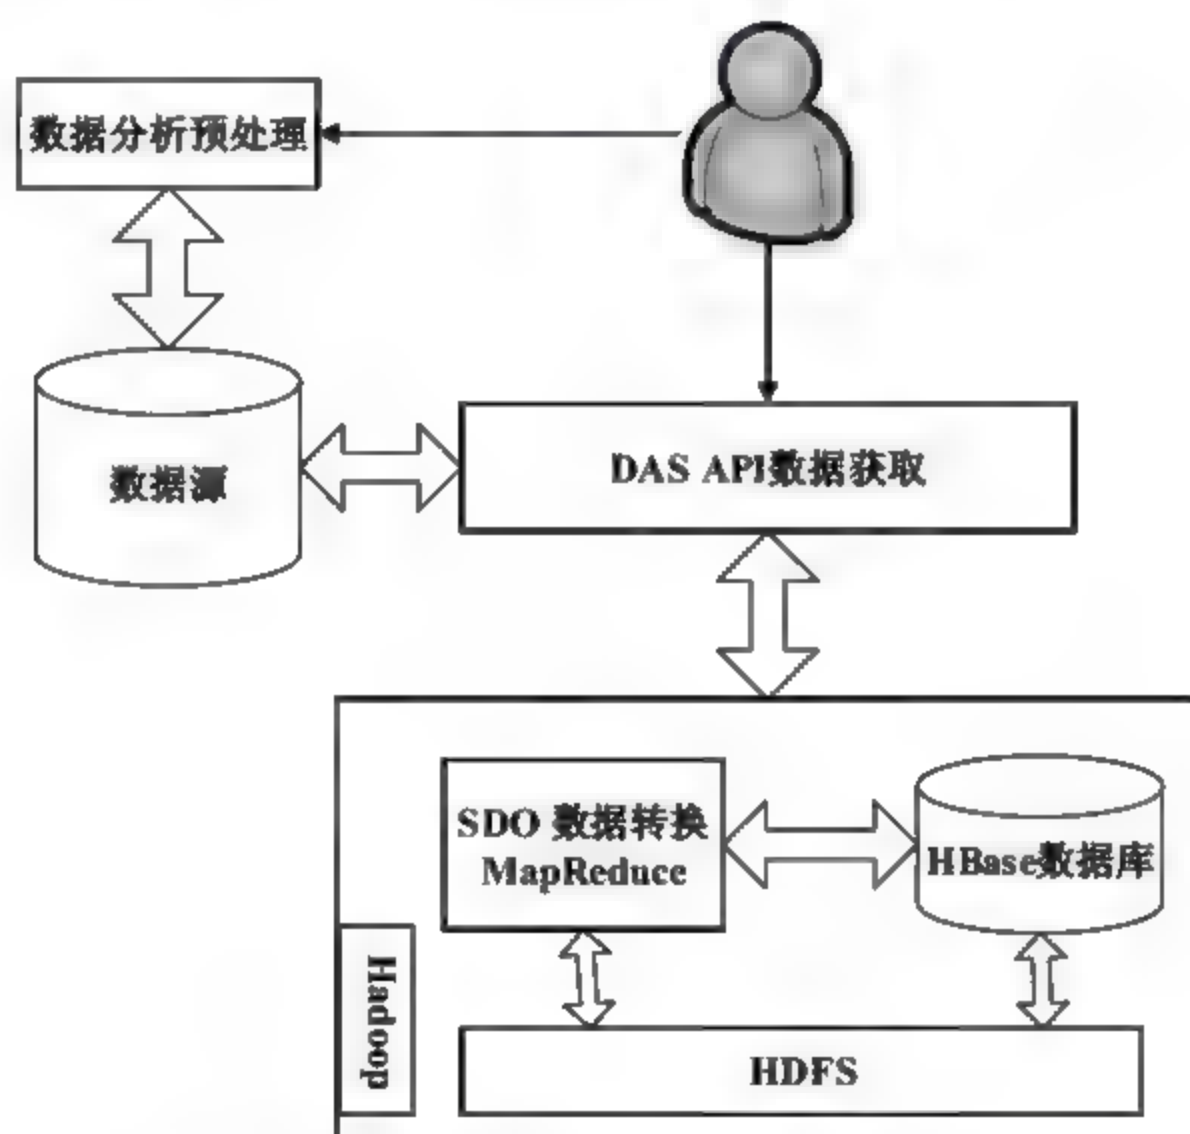 数据分析预处理
数据源
DAS API数据获取
SDO 数据转换
MapReduce
HBase数据库
Hadoop
HDFS